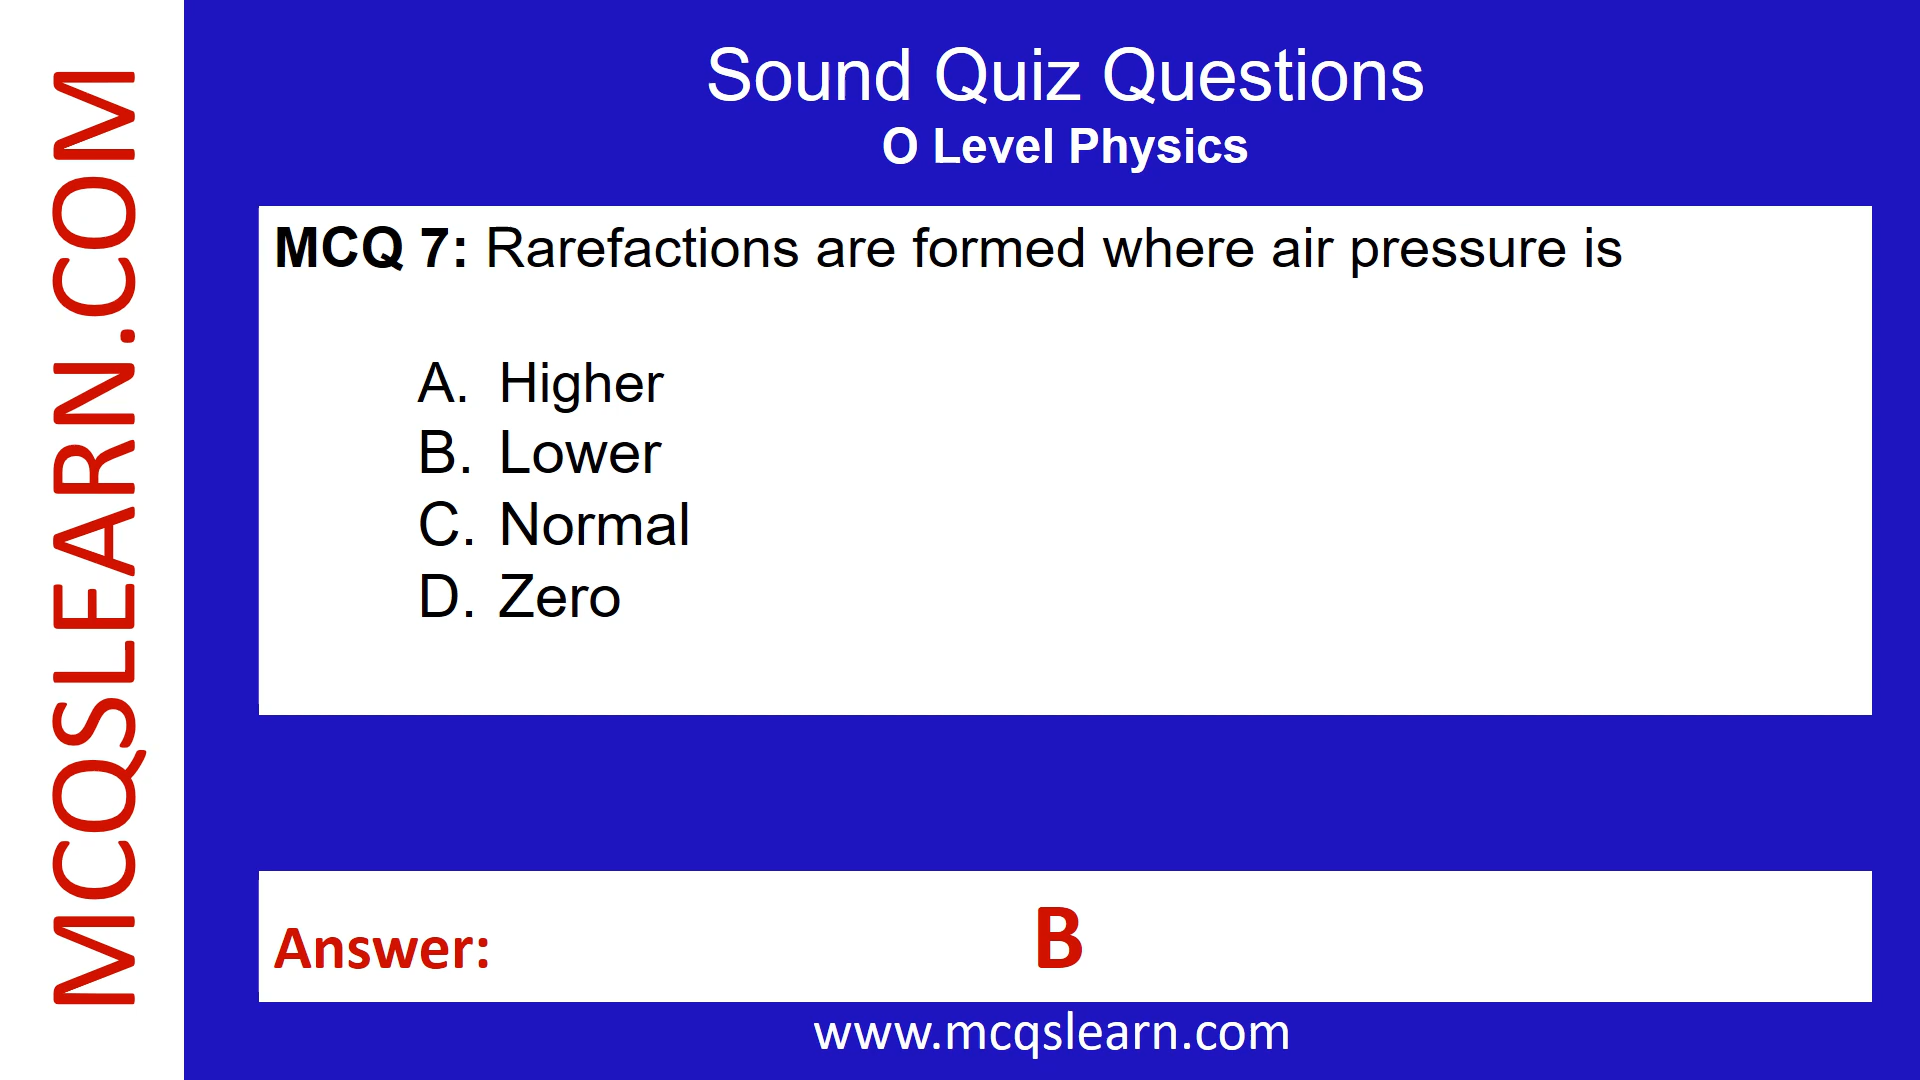 MCQSLEARN.COM
Sound Quiz Questions
O Level Physics
MCQ 7: Rarefactions are formed where air pressure is
A. Higher
B. Lower
C. Normal
D. Zero
Answer: B
www.mcqslearn.com